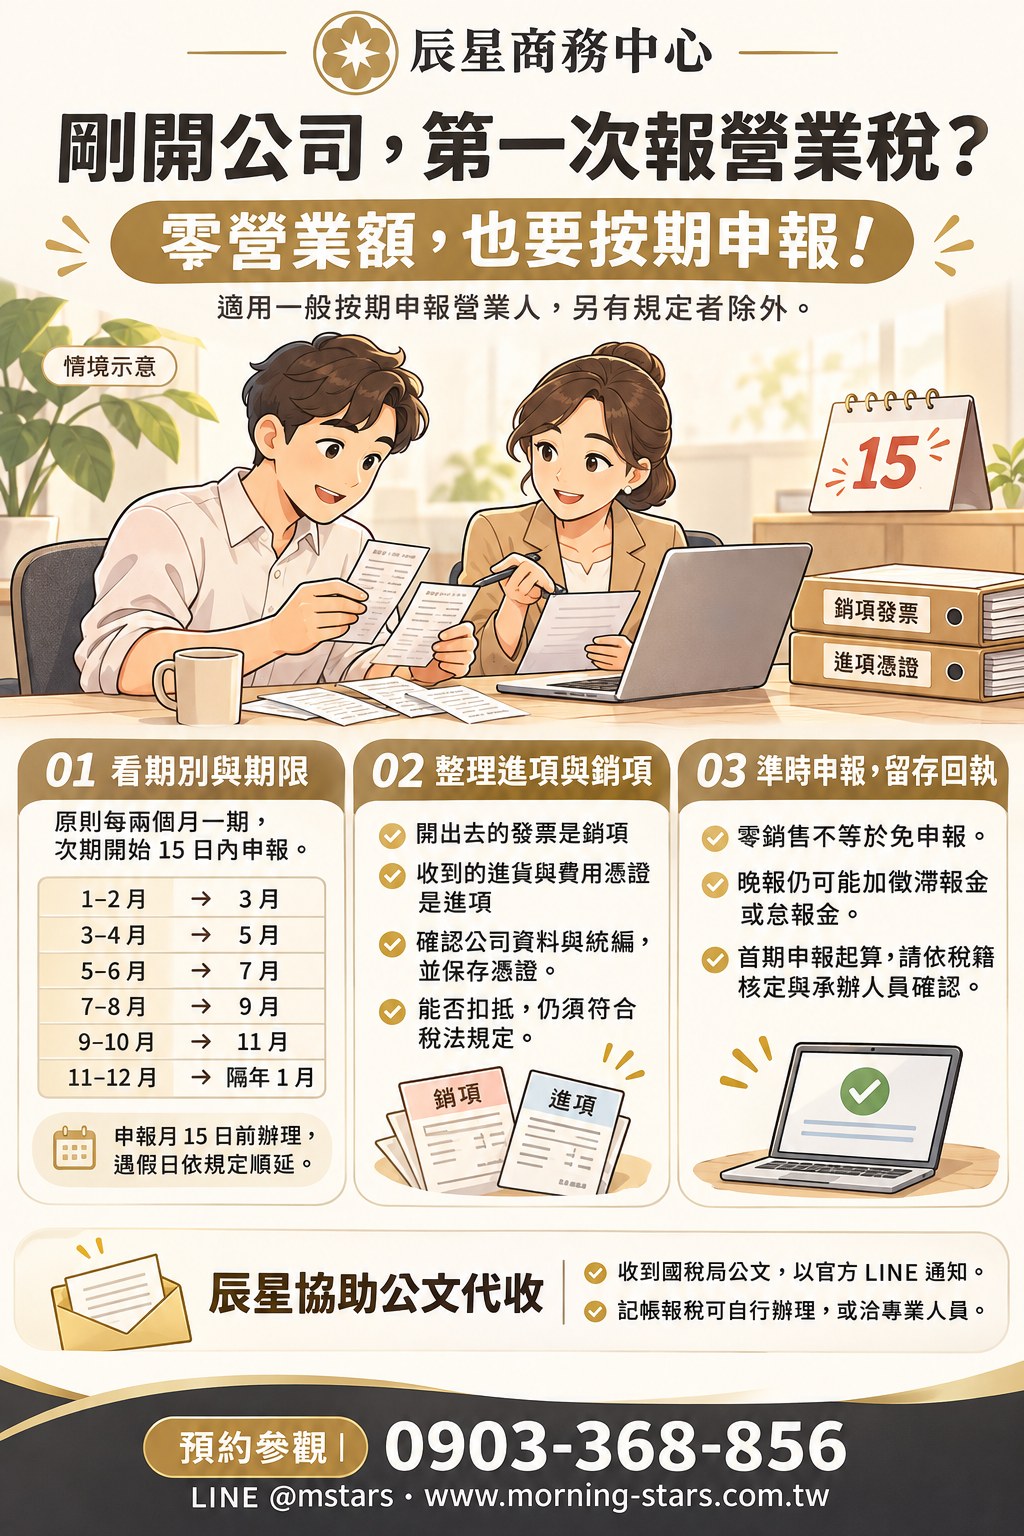 辰星商務中心
剛開公司，第一次報營業稅？
零營業額，也要按期申報！
適用一般按期申報營業人，另有規定者除外。
情境示意
15
銷項發票
進項憑證
01 看期別與期限
原則每兩個月一期，
次期開始 15 日內申報。
1–2 月 → 3 月
3–4 月 → 5 月
5–6 月 → 7 月
7–8 月 → 9 月
9–10 月 → 11 月
11–12 月 → 隔年 1 月
申報月 15 日前辦理，
遇假日依規定順延。
02 整理進項與銷項
開出去的發票是銷項
收到的進貨與費用憑證
是進項
確認公司資料與統編，
並保存憑證。
能否扣抵，仍須符合
稅法規定。
銷項
進項
03 準時申報，留存回執
零銷售不等於免申報。
晚報仍可能加徵滯報金
或怠報金。
首期申報起算，請依稅籍
核定與承辦人員確認。
辰星協助公文代收
收到國稅局公文，以官方 LINE 通知。
記帳報稅可自行辦理，或洽專業人員。
預約參觀｜ 0903-368-856
LINE @mstars · www.morning-stars.com.tw